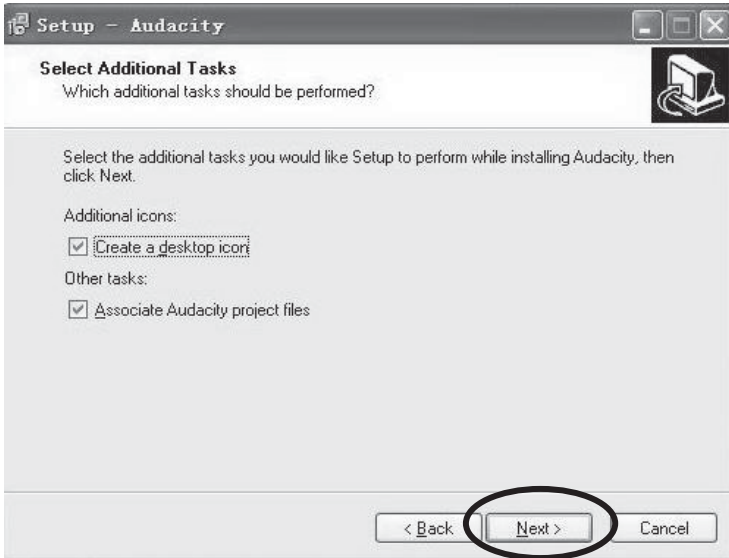 Setup - Audacity
Select Additional Tasks
Which additional tasks should be performed?
Select the additional tasks you would like Setup to perform while installing Audacity, then
click Next.
Additional icons:
Create a desktop icon
Other tasks:
Associate Audacity project files
< Back Next > Cancel